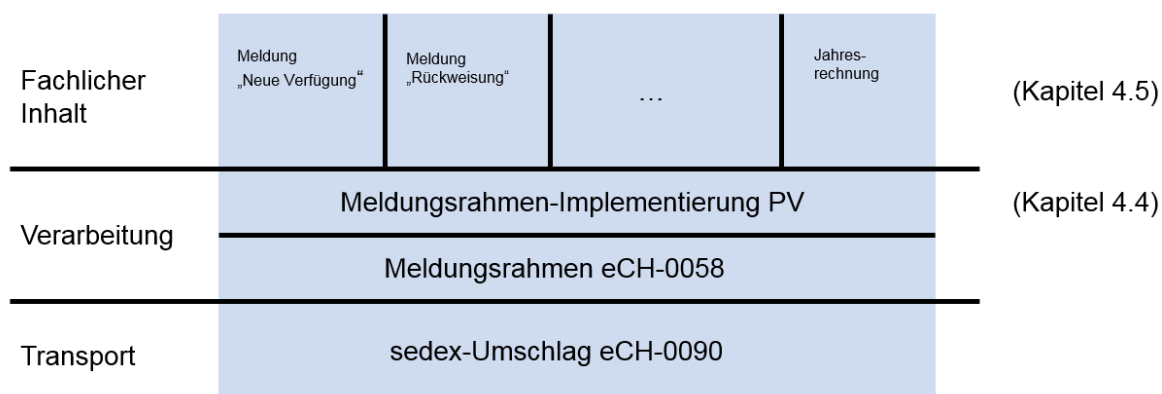 Fachlicher
Inhalt
Meldung
„Neue Verfügung“
Meldung
„Rückweisung“
...
Jahres-
rechnung
(Kapitel 4.5)
Verarbeitung
Meldungsrahmen-Implementierung PV
(Kapitel 4.4)
Meldungsrahmen eCH-0058
Transport
sedex-Umschlag eCH-0090